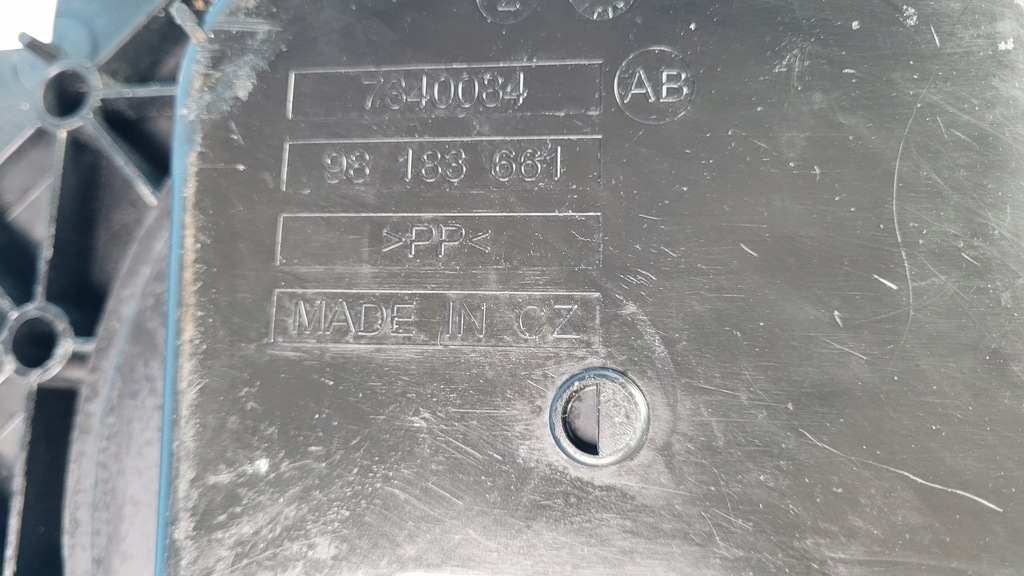 7340084 AB
98 183 661
>PP<
MADE IN CZ